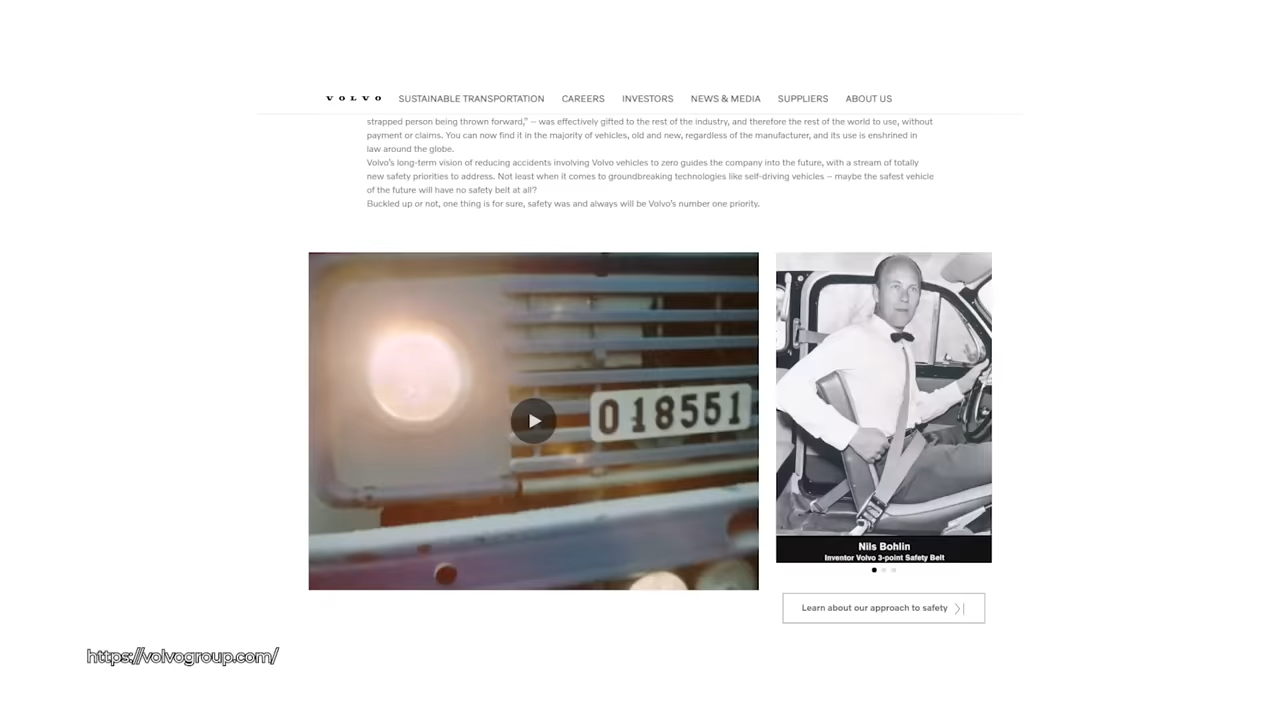 VOLVO SUSTAINABLE TRANSPORTATION CAREERS INVESTORS NEWS & MEDIA SUPPLIERS ABOUT US
strapped person being thrown forward,” – was effectively gifted to the rest of the industry, and therefore the rest of the world to use, without
payment or claims. You can now find it in the majority of vehicles, old and new, regardless of the manufacturer, and its use is enshrined in
law around the globe.
Volvo's long-term vision of reducing accidents involving Volvo vehicles to zero guides the company into the future, with a stream of totally
new safety priorities to address. Not least when it comes to groundbreaking technologies like self-driving vehicles – maybe the safest vehicle
of the future will have no safety belt at all?
Buckled up or not, one thing is for sure, safety was and always will be Volvo's number one priority.
018551
Nils Bohlin
Inventor Volvo 3-point Safety Belt
Learn about our approach to safety
https://volvogroup.com/